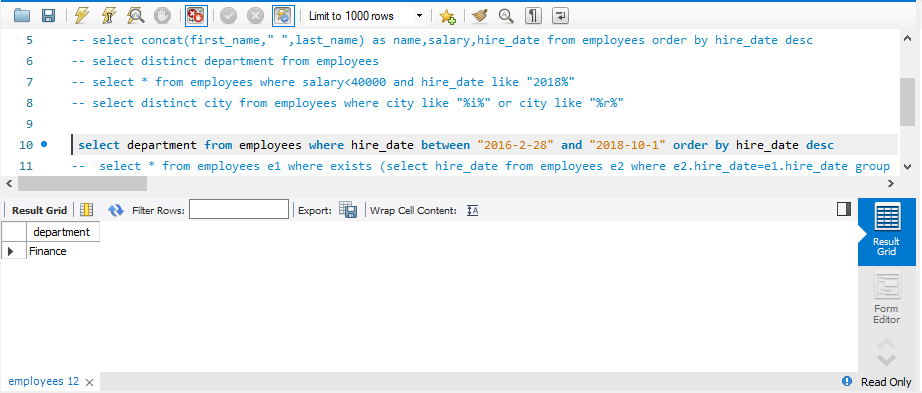 Limit to 1000 rows
5 -- select concat(first_name," ",last_name) as name,salary,hire_date from employees order by hire_date desc
6 -- select distinct department from employees
7 -- select * from employees where salary<40000 and hire_date like "2018%"
8 -- select distinct city from employees where city like "%i%" or city like "%r%"
9
10 select department from employees where hire_date between "2016-2-28" and "2018-10-1" order by hire_date desc
11 -- select * from employees e1 where exists (select hire_date from employees e2 where e2.hire_date=e1.hire_date group
Result Grid Filter Rows: Export: Wrap Cell Content: IA
department
Finance
Result
Grid
Form
Editor
employees 12 ×
Read Only